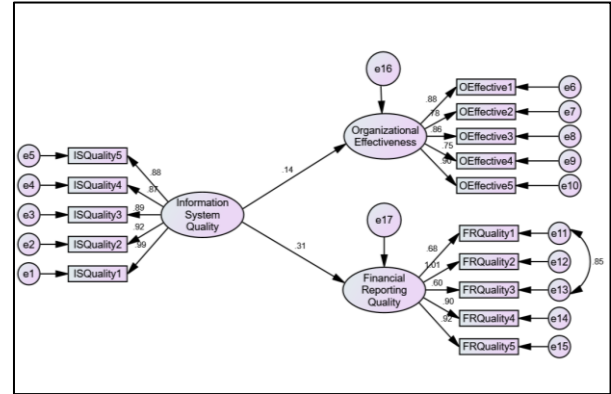 e16
e6
OEffective1
.88
e7
OEffective2
.78
Organizational
Effectiveness
e8
OEffective3
.86
e9
OEffective4
.75
e10
OEffective5
.90
e5
ISQuality5
.88
e4
ISQuality4
.87
e3
ISQuality3
.89
e2
ISQuality2
.92
e1
ISQuality1
.99
Information
System
Quality
.14
.31
e17
Financial
Reporting
Quality
e11
FRQuality1
.68
e12
FRQuality2
1.01
e13
FRQuality3
.60
e14
FRQuality4
.90
e15
FRQuality5
.92
.85